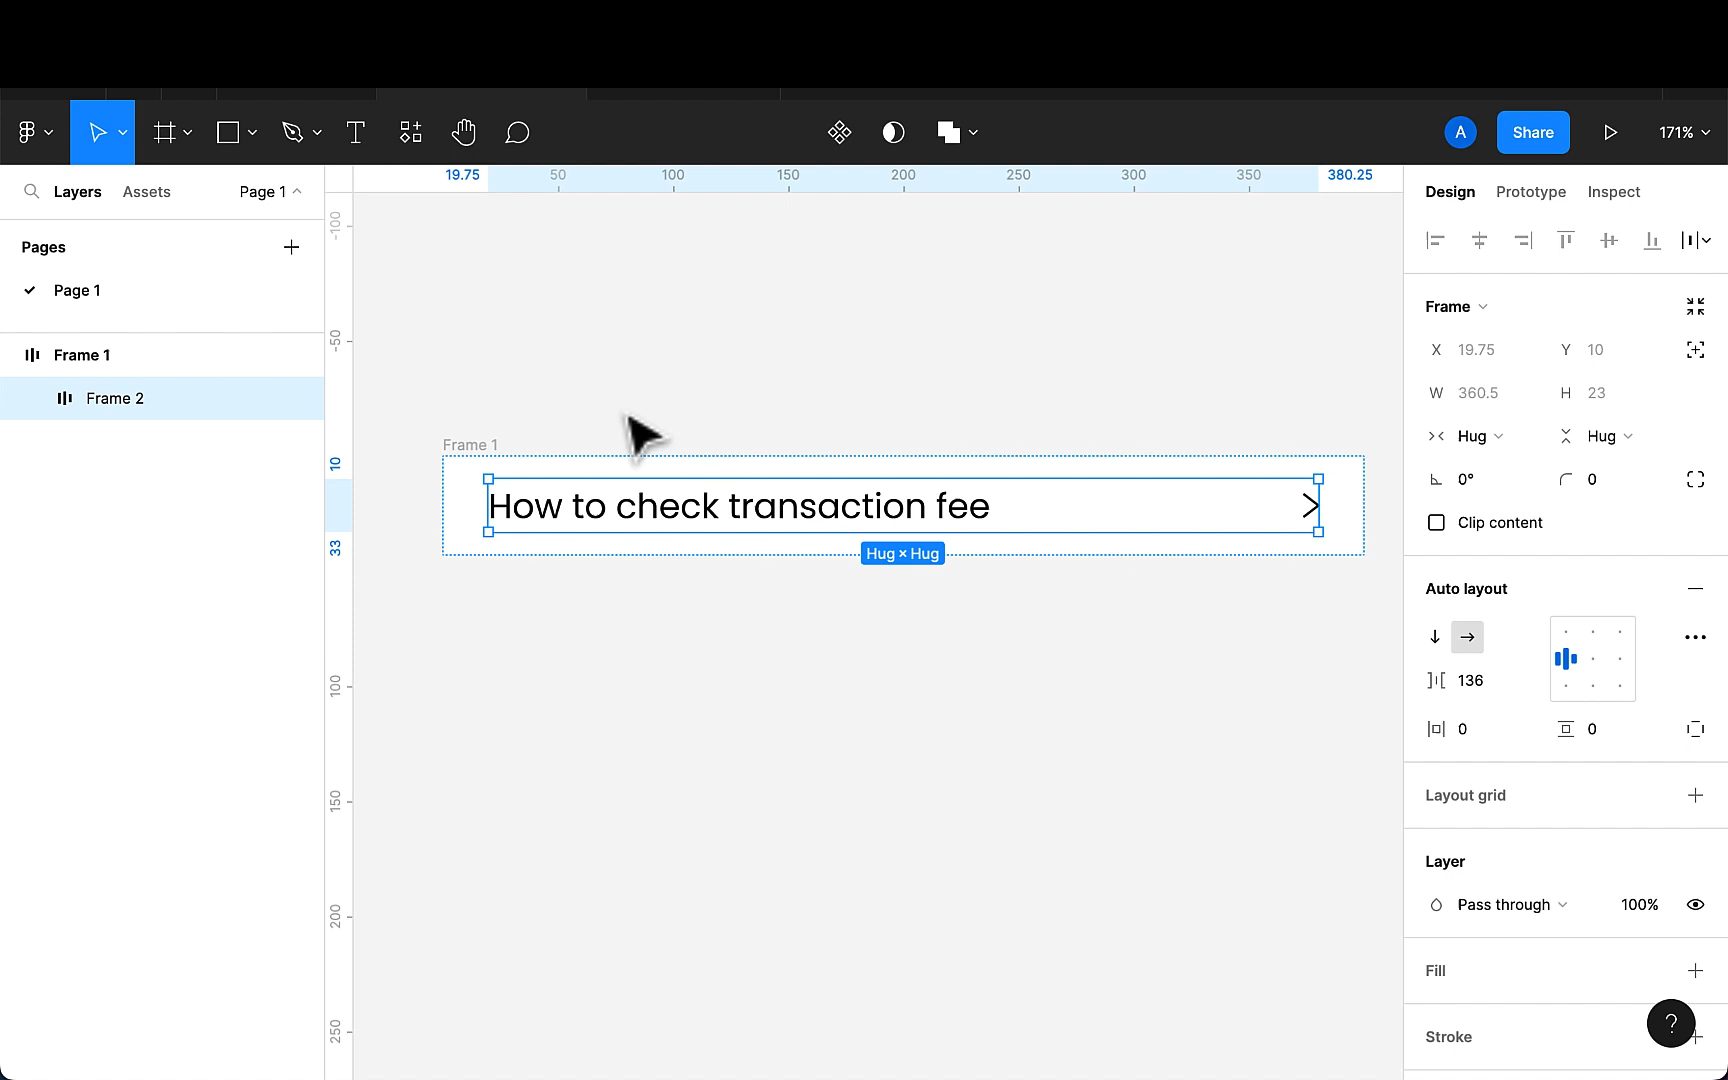 A
Share
171%
Layers Assets Page 1
Pages
Page 1
Frame 1
Frame 2
19.75 50 100 150 200 250 300 350 380.25
-100
-50
10
33
100
150
200
250
Frame 1
How to check transaction fee >
Hug × Hug
Design Prototype Inspect
Frame
X 19.75 Y 10
W 360.5 H 23
Hug Hug
0° 0
Clip content
Auto layout
136
0 0
Layout grid
Layer
Pass through 100%
Fill
Stroke
?